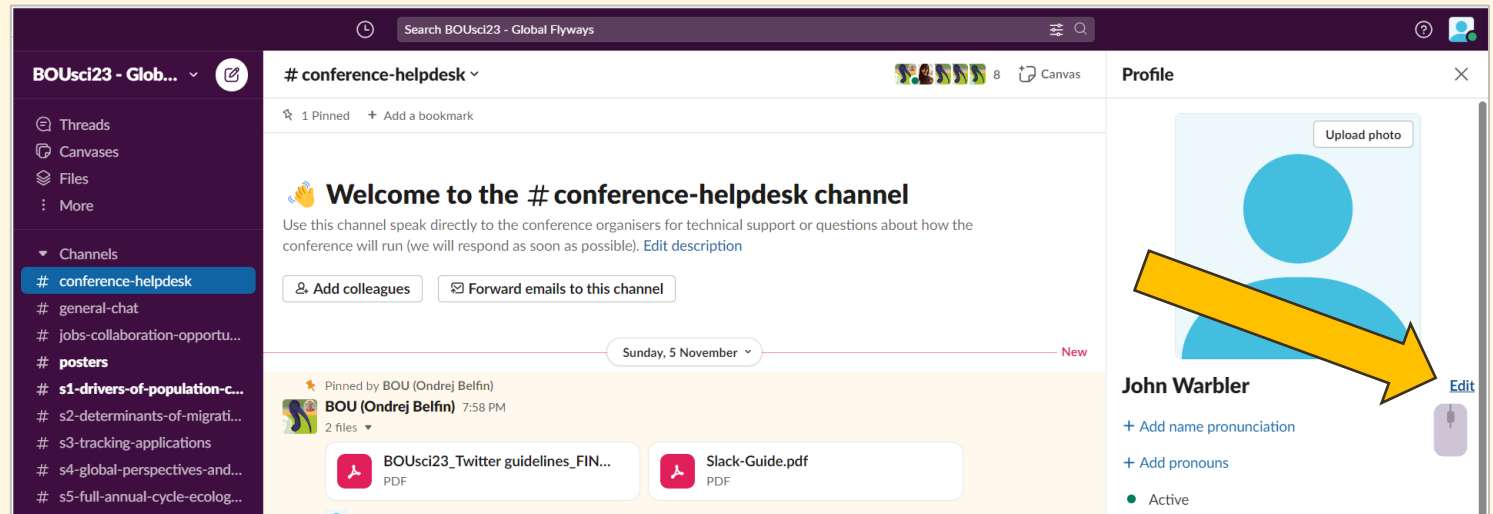 Search BOUsci23 - Global Flyways
BOUsci23 - Glob...
Threads
Canvases
Files
More
Channels
# conference-helpdesk
# general-chat
# jobs-collaboration-opportu...
# posters
# s1-drivers-of-population-c...
# s2-determinants-of-migrati...
# s3-tracking-applications
# s4-global-perspectives-and...
# s5-full-annual-cycle-ecolog...
# conference-helpdesk
8
Canvas
1 Pinned + Add a bookmark
Welcome to the # conference-helpdesk channel
Use this channel speak directly to the conference organisers for technical support or questions about how the
conference will run (we will respond as soon as possible). Edit description
Add colleagues
Forward emails to this channel
Sunday, 5 November
New
Pinned by BOU (Ondrej Belfin)
BOU (Ondrej Belfin) 7:58 PM
2 files
BOUsci23_Twitter guidelines_FIN...
PDF
Slack-Guide.pdf
PDF
Profile
Upload photo
John Warbler
Edit
+ Add name pronunciation
+ Add pronouns
Active